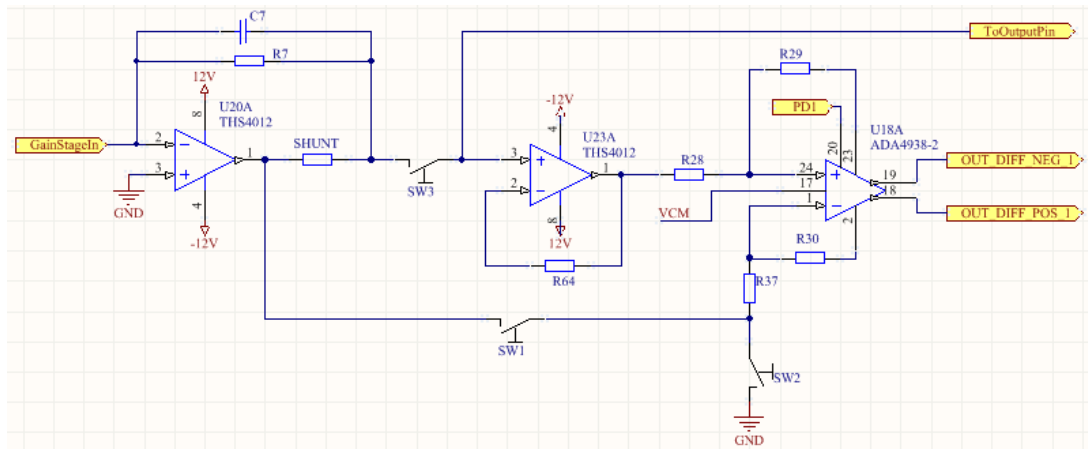 C7
R7
12V
8
U20A
THS4012
GainStageIn
2
3
1
4
-12V
GND
SHUNT
SW3
ToOutputPin
-12V
4
U23A
THS4012
3
2
1
8
12V
R64
R28
R29
PD1
20
23
U18A
ADA4938-2
24
17
1
19
18
2
VCM
OUT_DIFF_NEG_1
OUT_DIFF_POS_1
R30
R37
SW1
SW2
GND